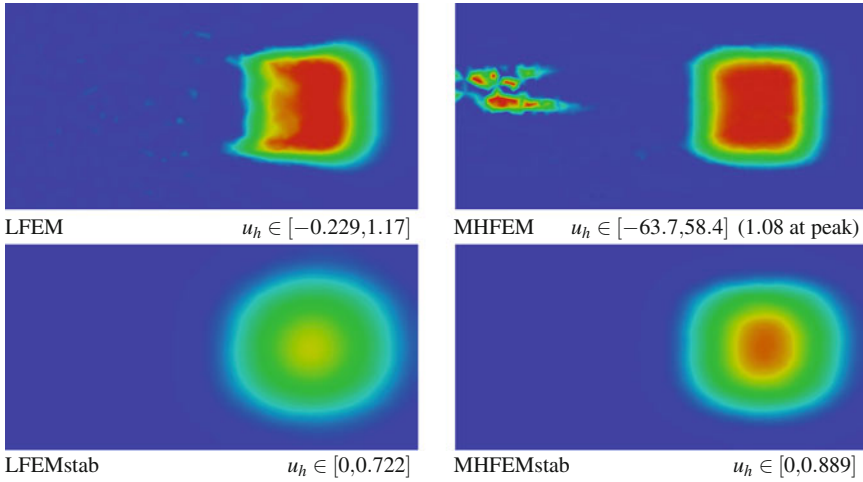 LFEM u_h ∈ [−0.229,1.17]
MHFEM u_h ∈ [−63.7,58.4] (1.08 at peak)
LFEMstab u_h ∈ [0,0.722]
MHFEMstab u_h ∈ [0,0.889]